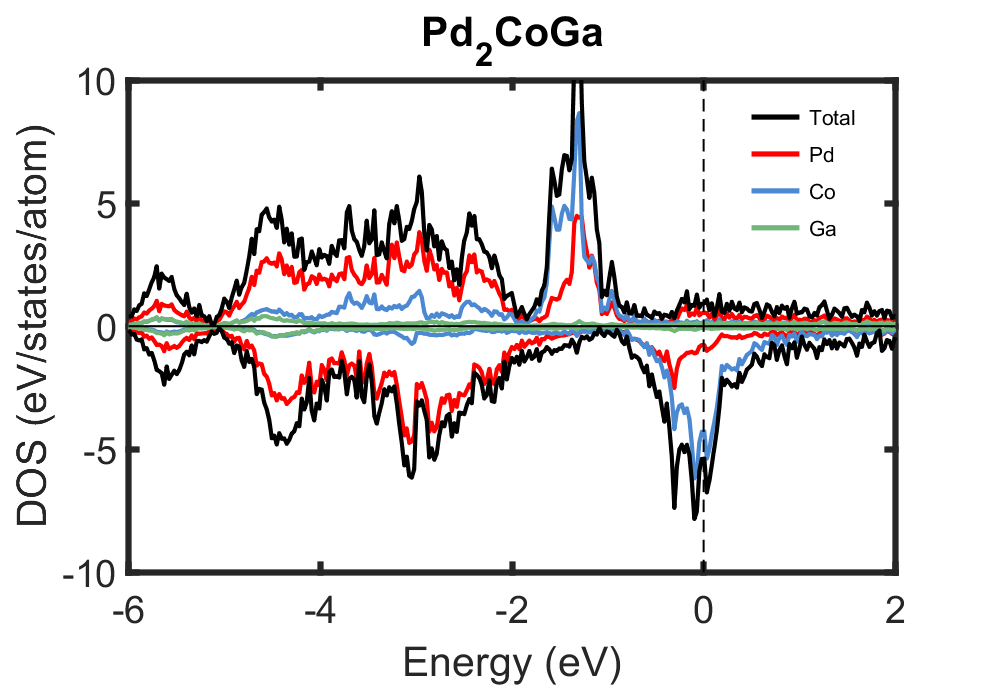 Pd₂CoGa
DOS (eV/states/atom)
10
5
0
-5
-10
Total
Pd
Co
Ga
-6 -4 -2 0 2
Energy (eV)